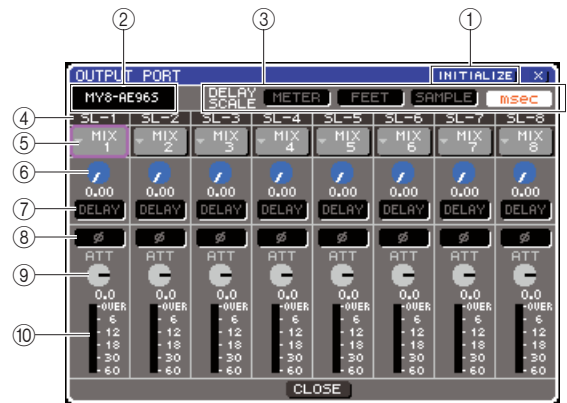 ② ③ ①
OUTPUT PORT INITIALIZE X
MY8-AE96S DELAY SCALE METER FEET SAMPLE msec
④ SL-1 SL-2 SL-3 SL-4 SL-5 SL-6 SL-7 SL-8
⑤ MIX 1 MIX 2 MIX 3 MIX 4 MIX 5 MIX 6 MIX 7 MIX 8
⑥
0.00 0.00 0.00 0.00 0.00 0.00 0.00 0.00
⑦ DELAY DELAY DELAY DELAY DELAY DELAY DELAY DELAY
⑧ ø ø ø ø ø ø ø ø
ATT ATT ATT ATT ATT ATT ATT ATT
⑨
0.0 0.0 0.0 0.0 0.0 0.0 0.0 0.0
OVER OVER OVER OVER OVER OVER OVER OVER
6 6 6 6 6 6 6 6
⑩ 12 12 12 12 12 12 12 12
18 18 18 18 18 18 18 18
30 30 30 30 30 30 30 30
60 60 60 60 60 60 60 60
CLOSE